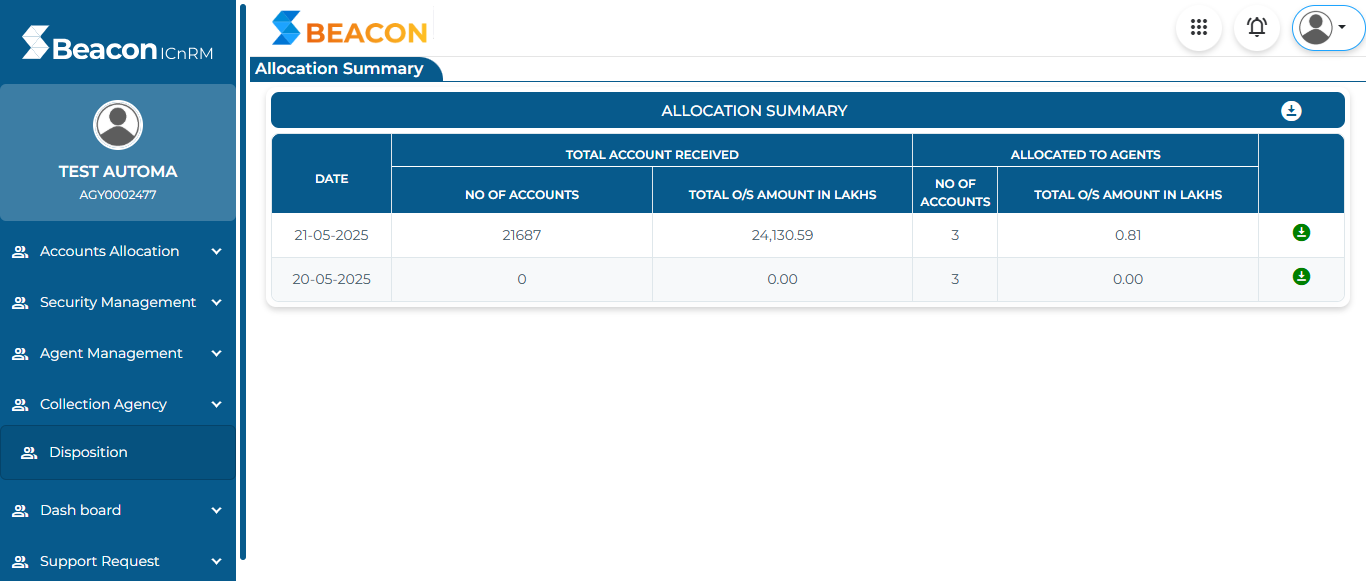 Beacon ICnRM
TEST AUTOMA
AGY0002477
Accounts Allocation
Security Management
Agent Management
Collection Agency
Disposition
Dash board
Support Request
BEACON
Allocation Summary
ALLOCATION SUMMARY
DATE
TOTAL ACCOUNT RECEIVED
ALLOCATED TO AGENTS
NO OF ACCOUNTS
TOTAL O/S AMOUNT IN LAKHS
NO OF
ACCOUNTS
TOTAL O/S AMOUNT IN LAKHS
21-05-2025 21687 24,130.59 3 0.81
20-05-2025 0 0.00 3 0.00